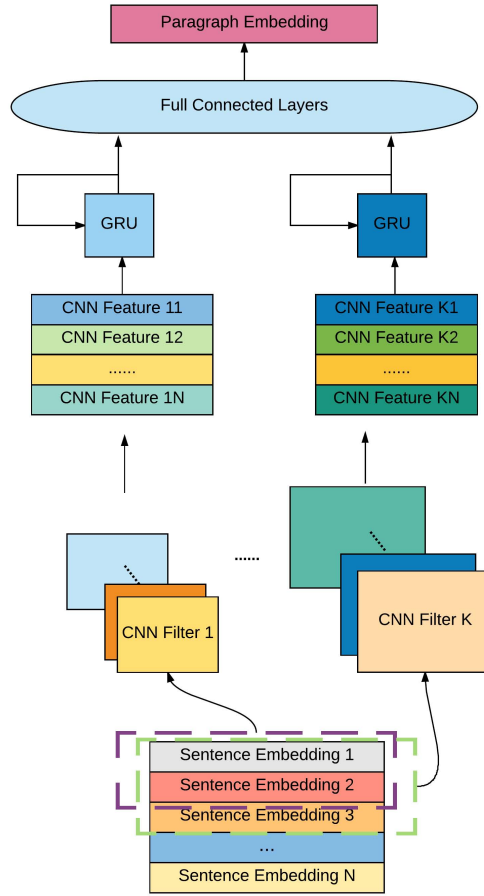 Paragraph Embedding
Full Connected Layers
GRU
GRU
CNN Feature 11
CNN Feature 12
......
CNN Feature 1N
CNN Feature K1
CNN Feature K2
......
CNN Feature KN
......
CNN Filter 1
CNN Filter K
Sentence Embedding 1
Sentence Embedding 2
Sentence Embedding 3
...
Sentence Embedding N